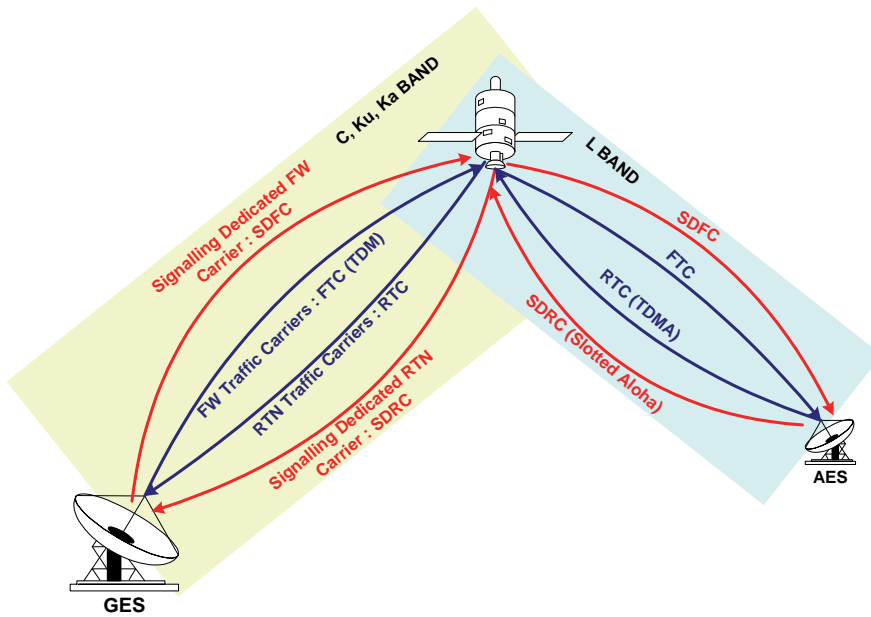 C, Ku, Ka BAND
L BAND
Signalling Dedicated FW
Carrier : SDFC
FW Traffic Carriers : FTC (TDM)
RTN Traffic Carriers : RTC
Signalling Dedicated RTN
Carrier : SDRC
SDFC
FTC
RTC (TDMA)
SDRC (Slotted Aloha)
GES
AES